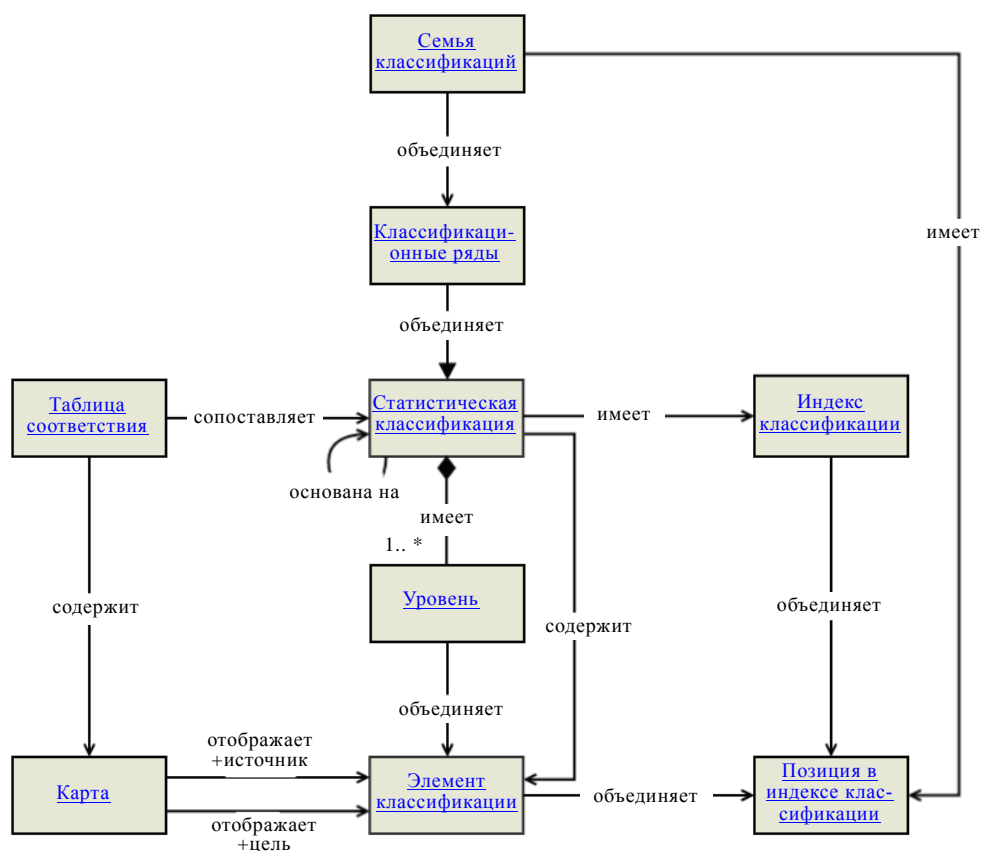 Семья
классификаций
объединяет
Классификаци-
онные ряды
имеет
объединяет
Таблица
соответствия
сопоставляет
Статистическая
классификация
имеет
Индекс
классификации
основана на
имеет
1.. *
Уровень
содержит
содержит
объединяет
объединяет
отображает
+источник
Карта
Элемент
классификации
объединяет
Позиция в
индексе клас-
сификации
отображает
+цель